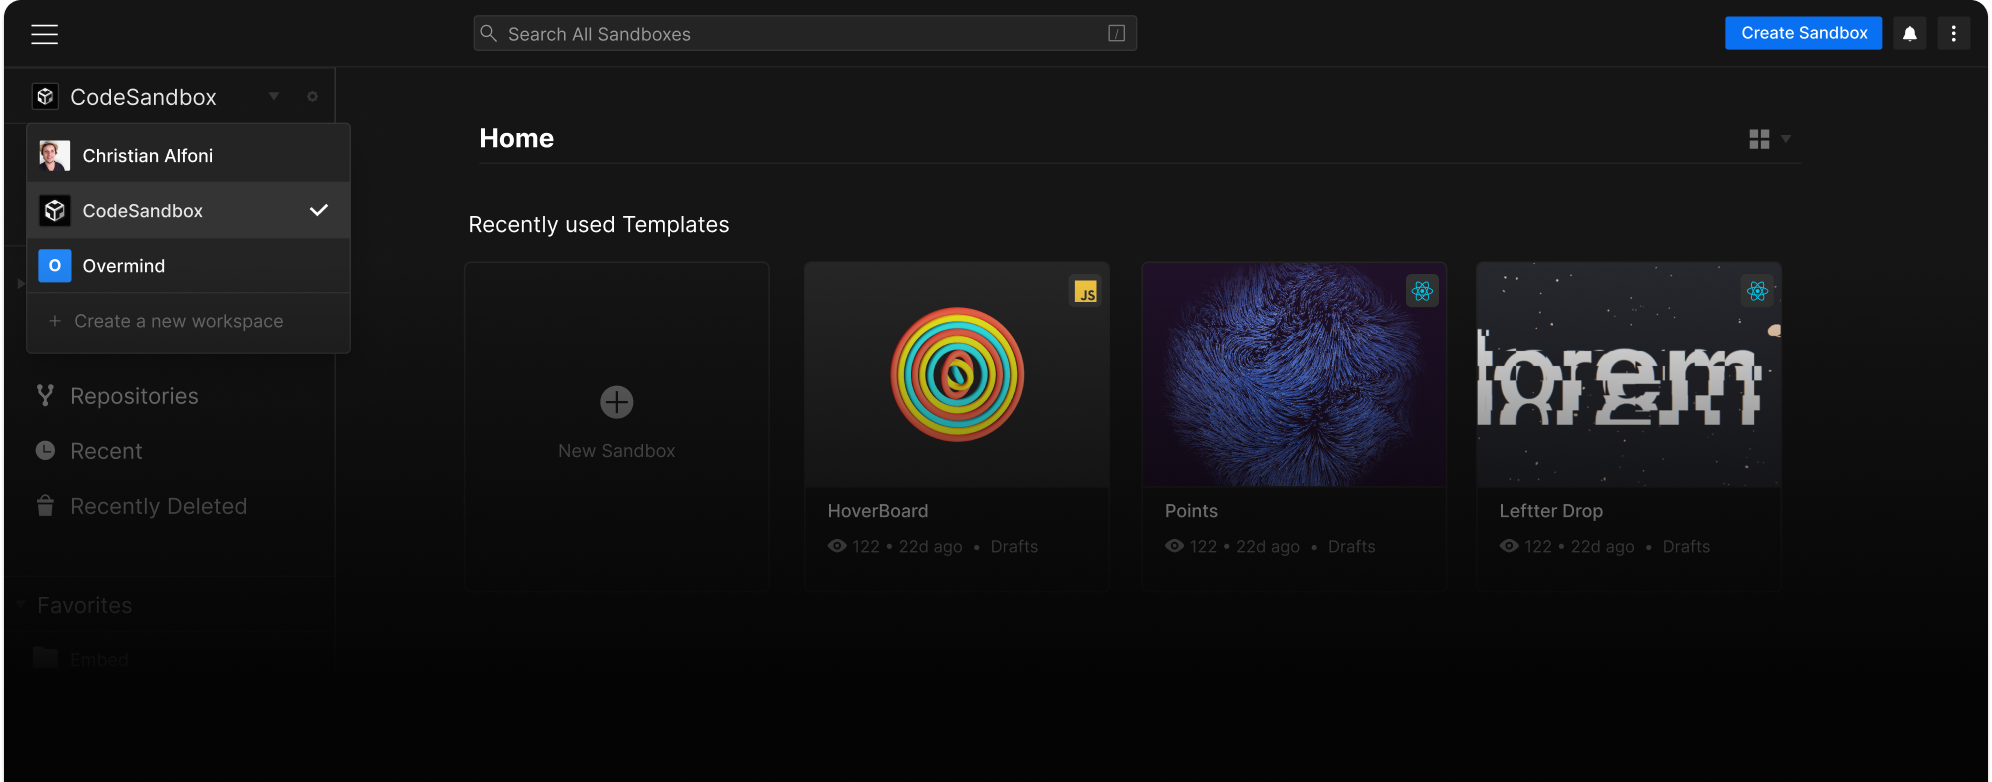 Search All Sandboxes /
Create Sandbox
CodeSandbox
Christian Alfoni
CodeSandbox
O Overmind
+ Create a new workspace
Repositories
Recent
Recently Deleted
Favorites
Embed
Home
Recently used Templates
New Sandbox
JS
HoverBoard
122 • 22d ago • Drafts
Points
122 • 22d ago • Drafts
lorem
Leftter Drop
122 • 22d ago • Drafts